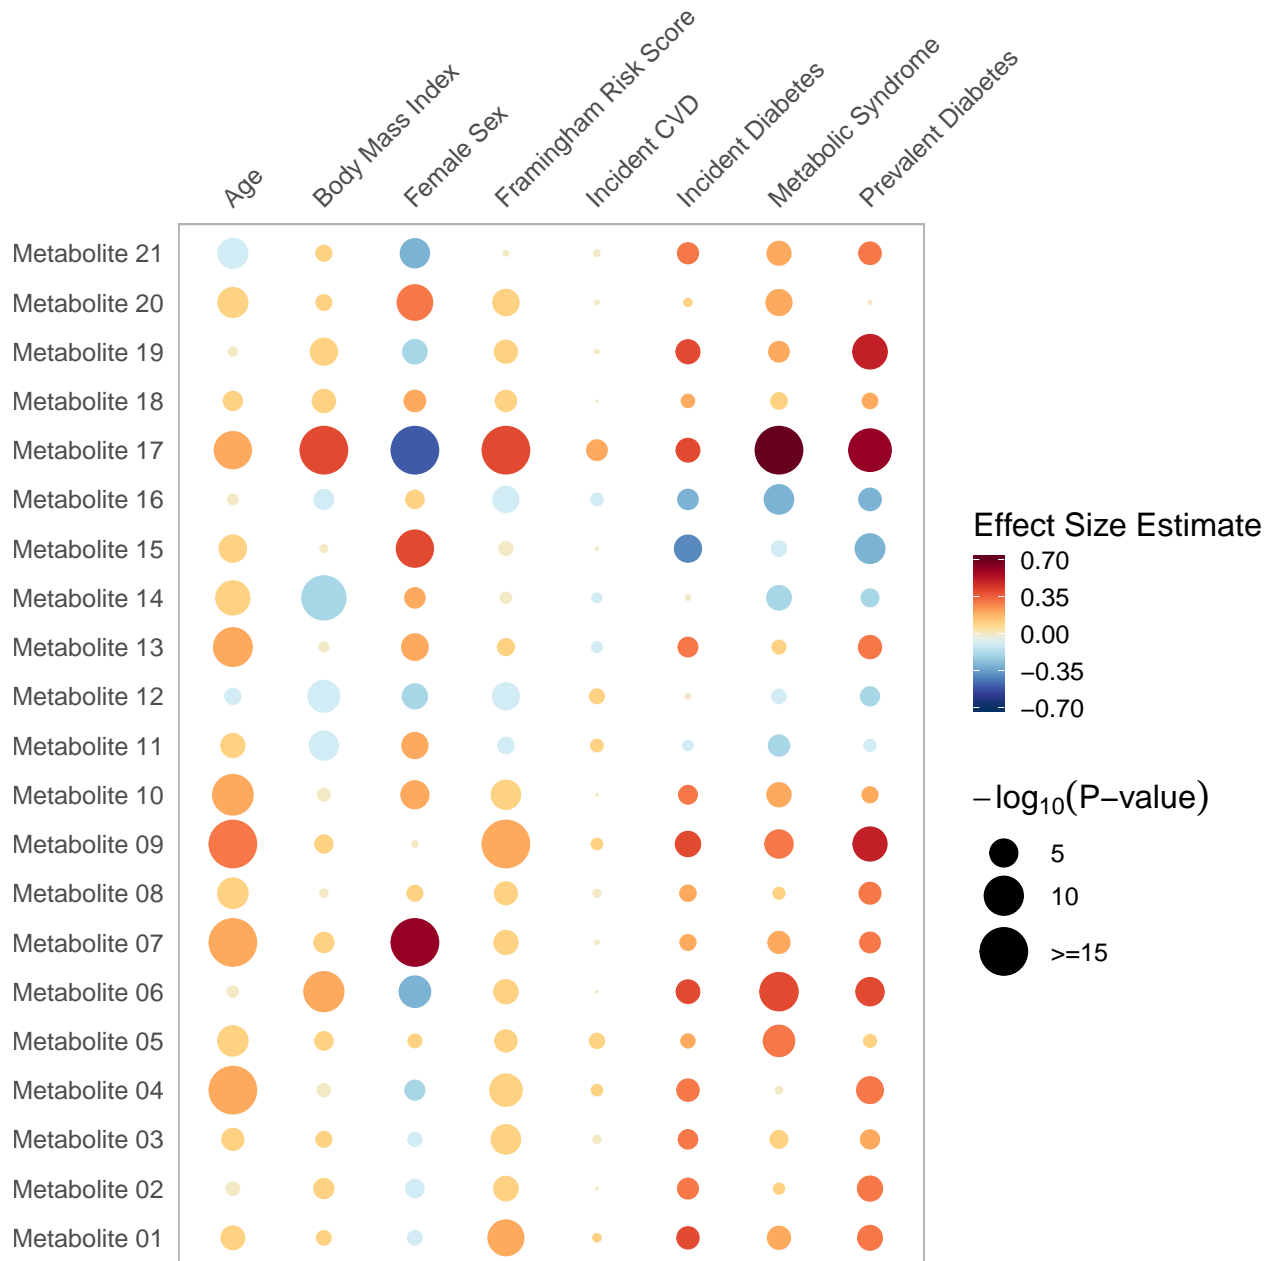 Age
Body Mass Index
Female Sex
Framingham Risk Score
Incident CVD
Incident Diabetes
Metabolic Syndrome
Prevalent Diabetes
Metabolite 21
Metabolite 20
Metabolite 19
Metabolite 18
Metabolite 17
Metabolite 16
Metabolite 15
Metabolite 14
Metabolite 13
Metabolite 12
Metabolite 11
Metabolite 10
Metabolite 09
Metabolite 08
Metabolite 07
Metabolite 06
Metabolite 05
Metabolite 04
Metabolite 03
Metabolite 02
Metabolite 01
Effect Size Estimate
0.70
0.35
0.00
−0.35
−0.70
−log₁₀(P−value)
5
10
>=15